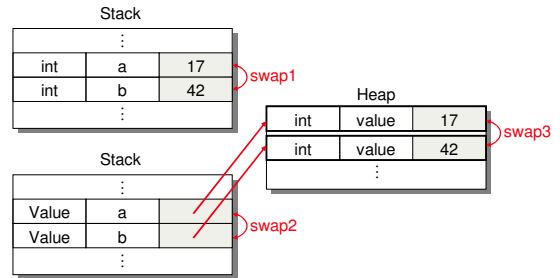 Stack
⋮
int a 17
int b 42
⋮
swap1
Heap
int value 17
int value 42
⋮
swap3
Stack
⋮
Value a
Value b
⋮
swap2